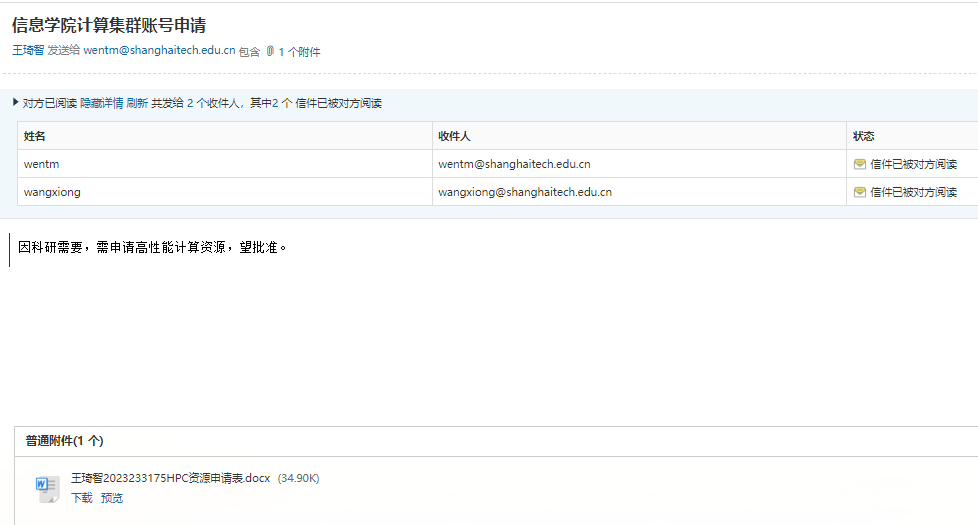 信息学院计算集群账号申请
王琦智 发送给 wentm@shanghaitech.edu.cn 包含 1 个附件
对方已阅读 隐藏详情 刷新 共发给 2 个收件人，其中2 个 信件已被对方阅读
姓名 收件人 状态
wentm wentm@shanghaitech.edu.cn 信件已被对方阅读
wangxiong wangxiong@shanghaitech.edu.cn 信件已被对方阅读
因科研需要，需申请高性能计算资源，望批准。
普通附件(1 个)
王琦智2023233175HPC资源申请表.docx (34.90K)
下载 预览